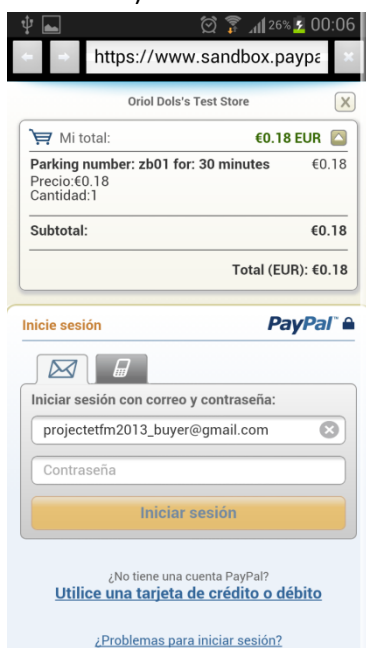 26% 00:06
https://www.sandbox.paypa
Oriol Dols's Test Store X
Mi total: €0.18 EUR
Parking number: zb01 for: 30 minutes €0.18
Precio:€0.18
Cantidad:1
Subtotal: €0.18
Total (EUR): €0.18
Inicie sesión PayPal™
Iniciar sesión con correo y contraseña:
projectetfm2013_buyer@gmail.com
Contraseña
Iniciar sesión
¿No tiene una cuenta PayPal?
Utilice una tarjeta de crédito o débito
¿Problemas para iniciar sesión?